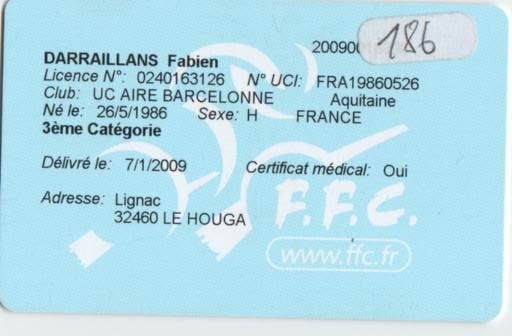 200900
186
DARRAILLANS Fabien
Licence N°: 0240163126 N° UCI: FRA19860526
Club: UC AIRE BARCELONNE Aquitaine
Né le: 26/5/1986 Sexe: H FRANCE
3ème Catégorie
Délivré le: 7/1/2009 Certificat médical: Oui
Adresse: Lignac
32460 LE HOUGA
F.F.C.
www.ffc.fr